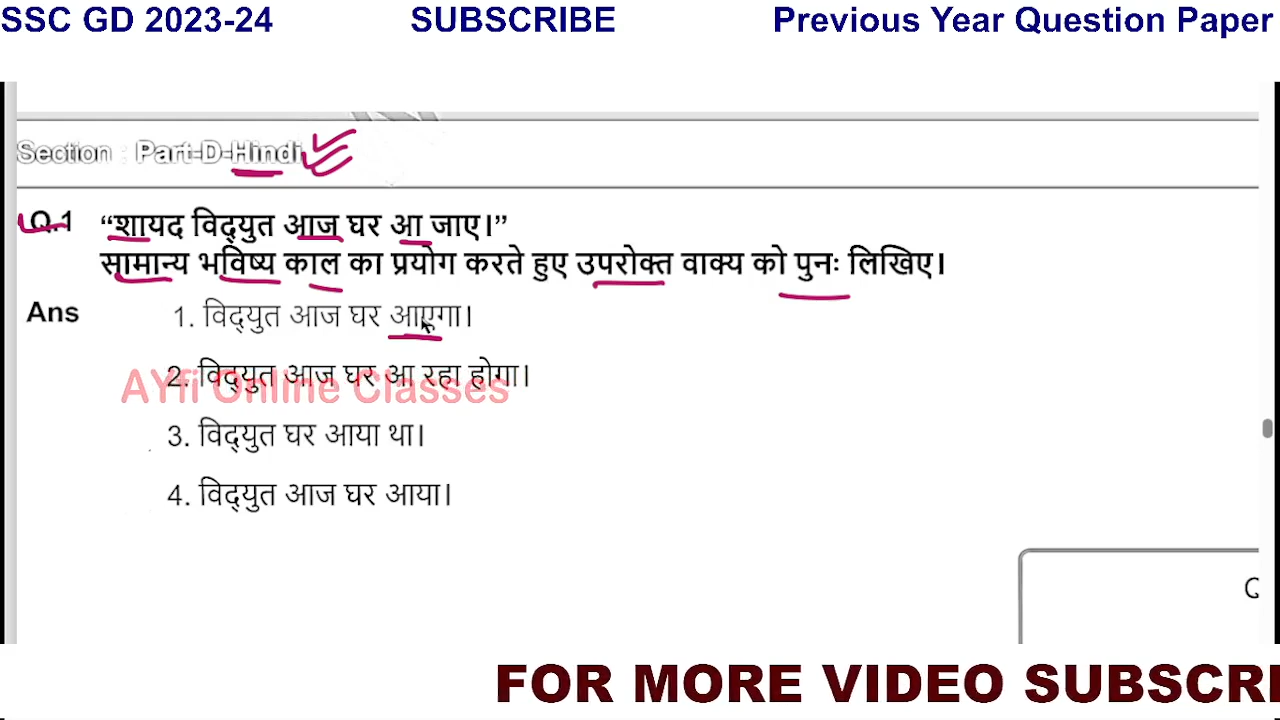 SSC GD 2023-24 SUBSCRIBE Previous Year Question Paper
Section : Part-D-Hindi
Q.1 “शायद विद्युत आज घर आ जाए।”
सामान्य भविष्य काल का प्रयोग करते हुए उपरोक्त वाक्य को पुनः लिखिए।
Ans 1. विद्युत आज घर आएगा।
2. विद्युत आज घर आ रहा होगा।
AYfi Online Classes
3. विद्युत घर आया था।
4. विद्युत आज घर आया।
Q
FOR MORE VIDEO SUBSCRI